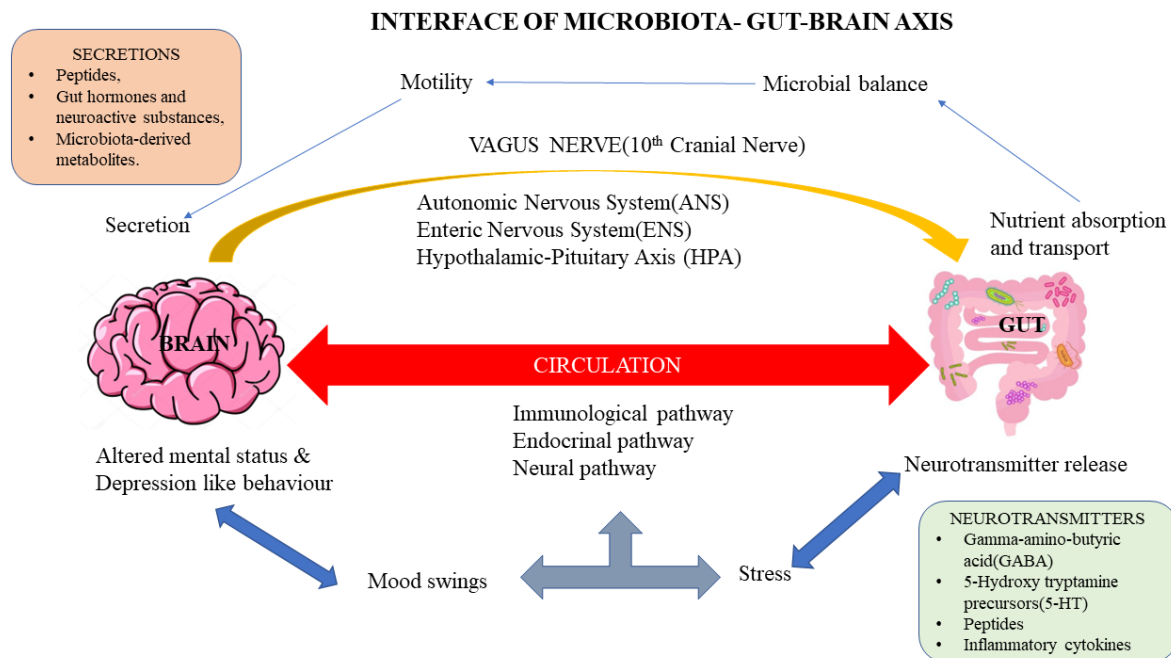 INTERFACE OF MICROBIOTA- GUT-BRAIN AXIS
SECRETIONS
• Peptides,
• Gut hormones and
neuroactive substances,
• Microbiota-derived
metabolites.
Motility
Microbial balance
VAGUS NERVE(10th Cranial Nerve)
Autonomic Nervous System(ANS)
Enteric Nervous System(ENS)
Hypothalamic-Pituitary Axis (HPA)
Secretion
Nutrient absorption
and transport
BRAIN
GUT
CIRCULATION
Immunological pathway
Endocrinal pathway
Neural pathway
Altered mental status &
Depression like behaviour
Neurotransmitter release
Mood swings
Stress
NEUROTRANSMITTERS
• Gamma-amino-butyric
acid(GABA)
• 5-Hydroxy tryptamine
precursors(5-HT)
• Peptides
• Inflammatory cytokines